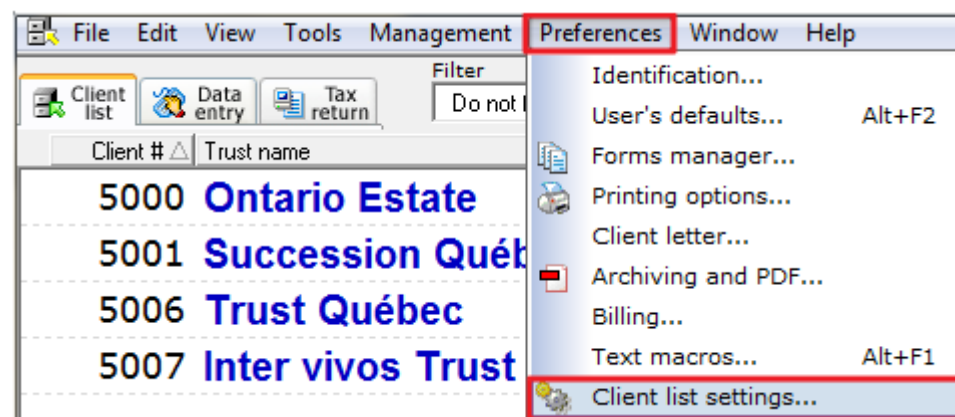 File Edit View Tools Management Preferences Window Help
Client list
Data entry
Tax return
Filter
Do not
Client # Trust name
5000 Ontario Estate
5001 Succession Québ
5006 Trust Québec
5007 Inter vivos Trust
Identification...
User's defaults... Alt+F2
Forms manager...
Printing options...
Client letter...
Archiving and PDF...
Billing...
Text macros... Alt+F1
Client list settings...